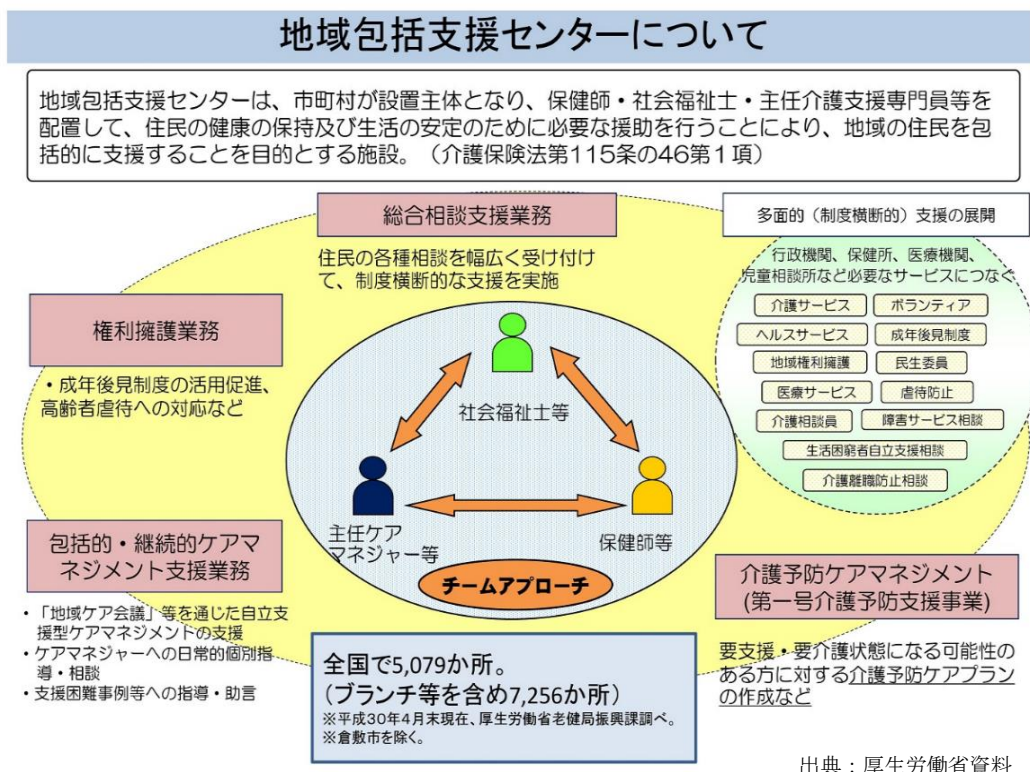 地域包括支援センターについて
地域包括支援センターは、市町村が設置主体となり、保健師・社会福祉士・主任介護支援専門員等を
配置して、住民の健康の保持及び生活の安定のために必要な援助を行うことにより、地域の住民を包
括的に支援することを目的とする施設。（介護保険法第115条の46第１項）
総合相談支援業務
住民の各種相談を幅広く受け付け
て、制度横断的な支援を実施
多面的（制度横断的）支援の展開
行政機関、保健所、医療機関、
児童相談所など必要なサービスにつなぐ
介護サービス
ボランティア
ヘルスサービス
成年後見制度
地域権利擁護
民生委員
医療サービス
虐待防止
介護相談員
障害サービス相談
生活困窮者自立支援相談
介護離職防止相談
権利擁護業務
・成年後見制度の活用促進、
高齢者虐待への対応など
社会福祉士等
主任ケア
マネジャー等
保健師等
チームアプローチ
包括的・継続的ケアマ
ネジメント支援業務
・「地域ケア会議」等を通じた自立支
援型ケアマネジメントの支援
・ケアマネジャーへの日常的個別指
導・相談
・支援困難事例等への指導・助言
全国で5,079か所。
（ブランチ等を含め7,256か所）
※平成30年4月末現在、厚生労働省老健局振興課調べ。
※倉敷市を除く。
介護予防ケアマネジメント
(第一号介護予防支援事業)
要支援・要介護状態になる可能性の
ある方に対する介護予防ケアプラン
の作成など
出典：厚生労働省資料